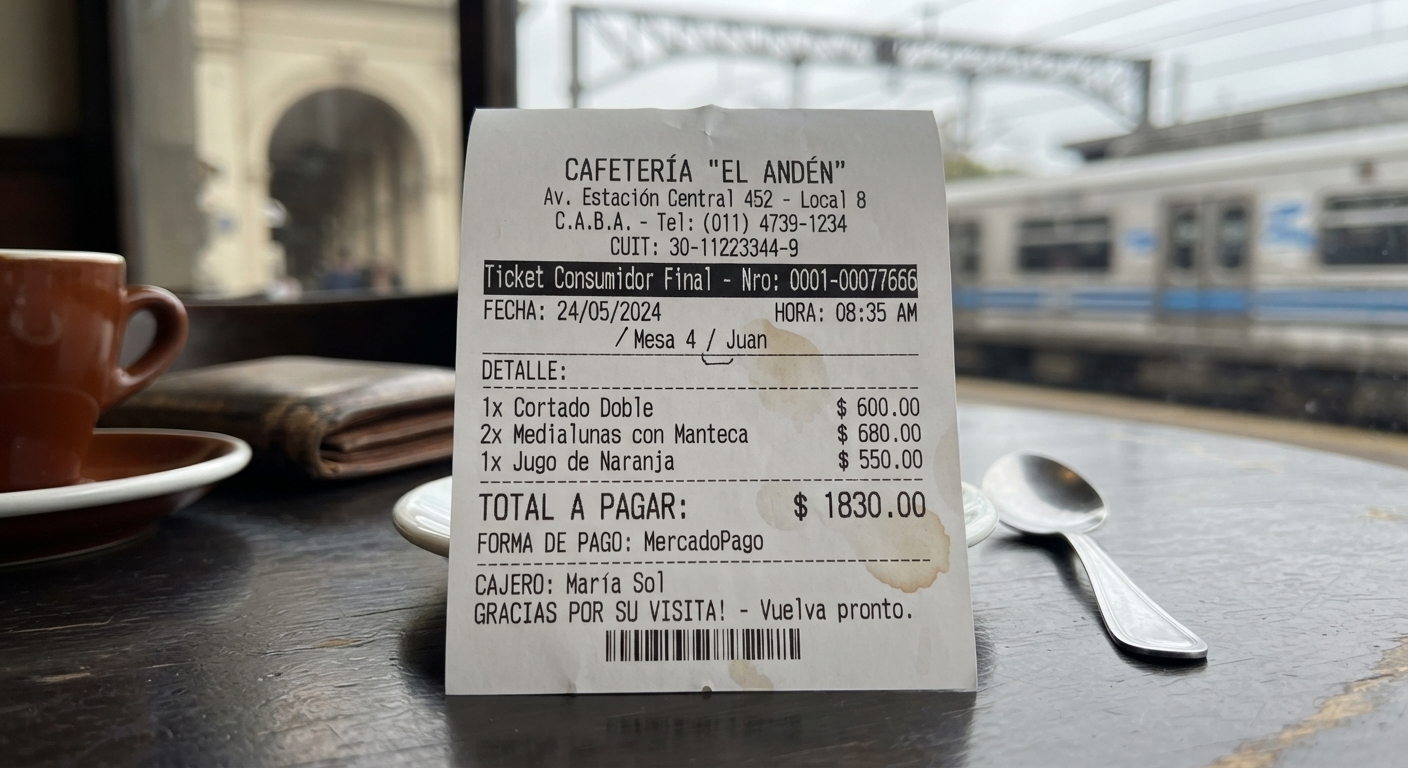 CAFETERÍA "EL ANDÉN"
Av. Estación Central 452 - Local 8
C.A.B.A. - Tel: (011) 4739-1234
CUIT: 30-11223344-9
Ticket Consumidor Final - Nro: 0001-00077666
FECHA: 24/05/2024 HORA: 08:35 AM
/ Mesa 4 / Juan
DETALLE:
1x Cortado Doble $ 600.00
2x Medialunas con Manteca $ 680.00
1x Jugo de Naranja $ 550.00
TOTAL A PAGAR: $ 1830.00
FORMA DE PAGO: MercadoPago
CAJERO: María Sol
GRACIAS POR SU VISITA! - Vuelva pronto.